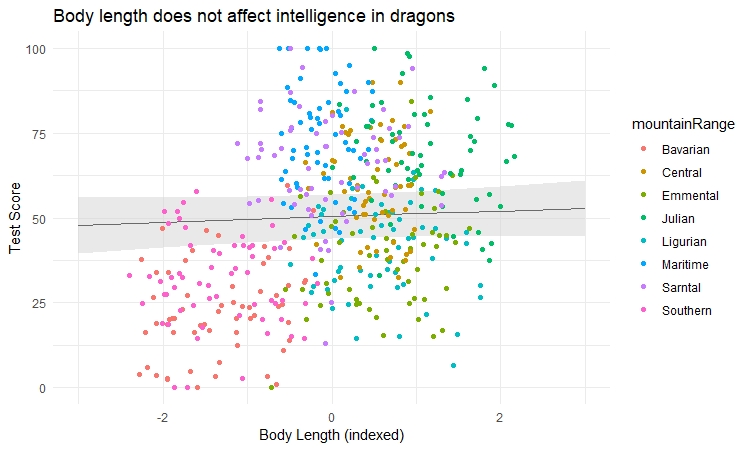 Body length does not affect intelligence in dragons
100
75
50
25
0
Test Score
-2
0
2
Body Length (indexed)
mountainRange
Bavarian
Central
Emmental
Julian
Ligurian
Maritime
Sarntal
Southern